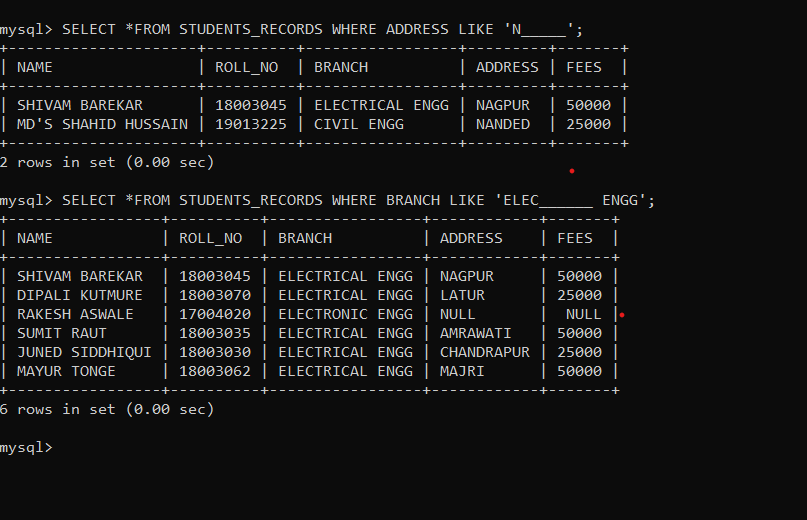 mysql> SELECT *FROM STUDENTS_RECORDS WHERE ADDRESS LIKE 'N_____';
+---------------------+----------+-----------------+---------+-------+
| NAME                | ROLL_NO  | BRANCH          | ADDRESS | FEES  |
+---------------------+----------+-----------------+---------+-------+
| SHIVAM BAREKAR      | 18003045 | ELECTRICAL ENGG | NAGPUR  | 50000 |
| MD'S SHAHID HUSSAIN | 19013225 | CIVIL ENGG      | NANDED  | 25000 |
+---------------------+----------+-----------------+---------+-------+
2 rows in set (0.00 sec)
mysql> SELECT *FROM STUDENTS_RECORDS WHERE BRANCH LIKE 'ELEC______ ENGG';
+-----------------+----------+-----------------+------------+-------+
| NAME            | ROLL_NO  | BRANCH          | ADDRESS    | FEES  |
+-----------------+----------+-----------------+------------+-------+
| SHIVAM BAREKAR  | 18003045 | ELECTRICAL ENGG | NAGPUR     | 50000 |
| DIPALI KUTMURE  | 18003070 | ELECTRICAL ENGG | LATUR      | 25000 |
| RAKESH ASWALE   | 17004020 | ELECTRONIC ENGG | NULL       |  NULL |
| SUMIT RAUT      | 18003035 | ELECTRICAL ENGG | AMRAWATI   | 50000 |
| JUNED SIDDHIQUI | 18003030 | ELECTRICAL ENGG | CHANDRAPUR | 25000 |
| MAYUR TONGE     | 18003062 | ELECTRICAL ENGG | MAJRI      | 50000 |
+-----------------+----------+-----------------+------------+-------+
6 rows in set (0.00 sec)
mysql>